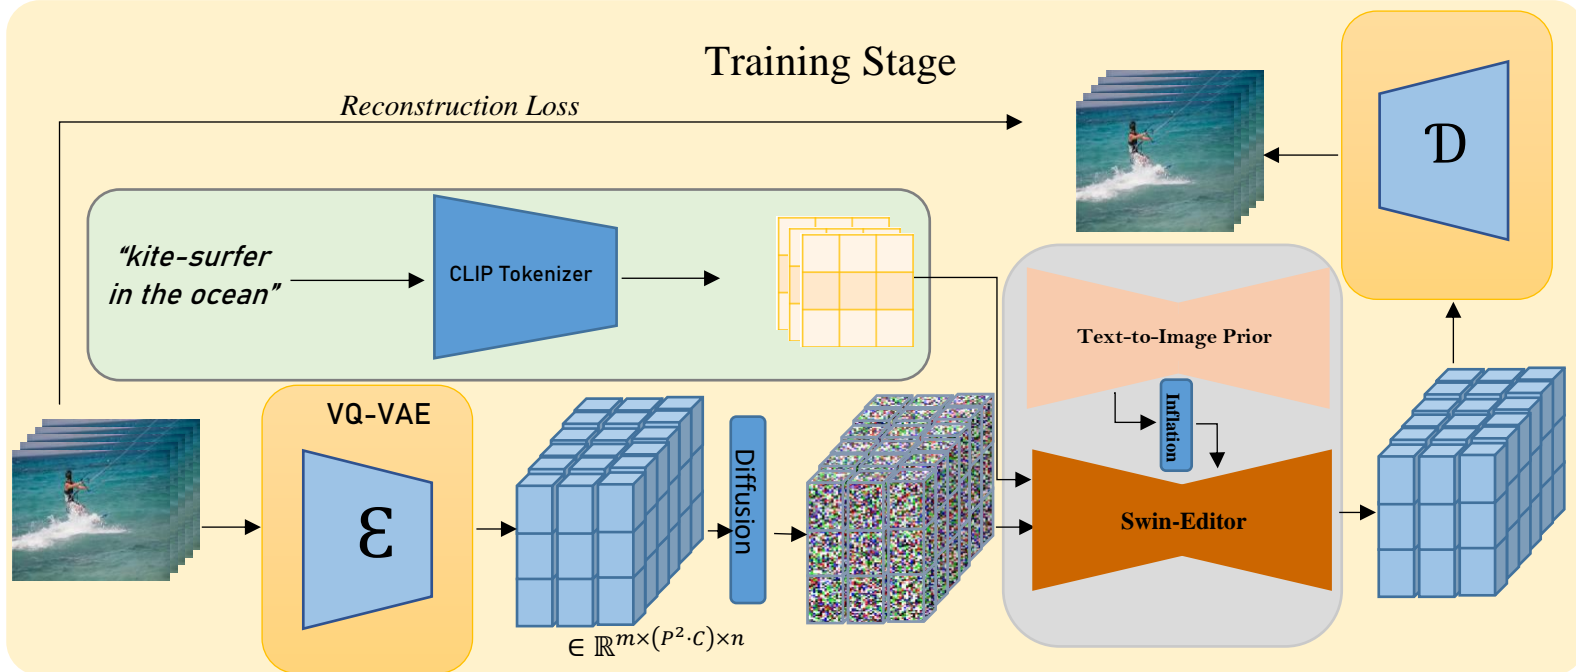 Training Stage
Reconstruction Loss
“kite-surfer
in the ocean”
CLIP Tokenizer
𝒟
Text-to-Image Prior
Inflation
VQ-VAE
ℰ
Diffusion
Swin-Editor
∈ ℝ^{m×(P²·C)×n}